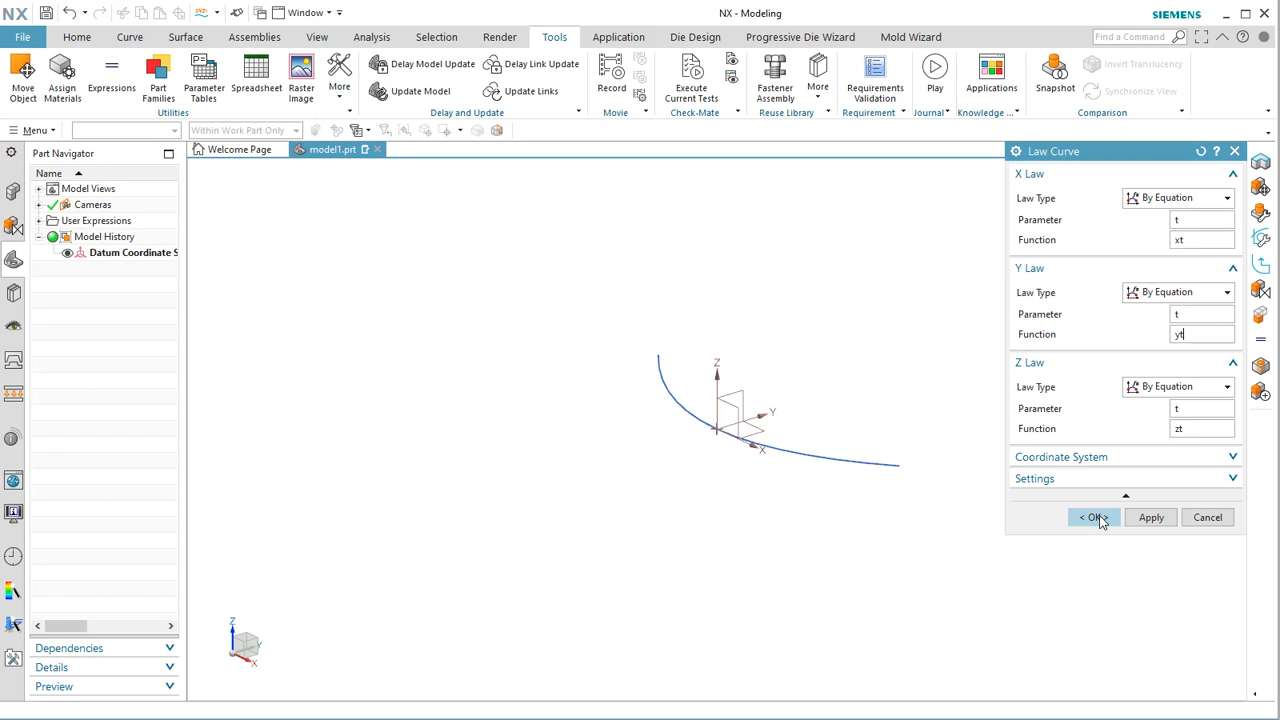 NX
Window
NX - Modeling
SIEMENS
File
Home
Curve
Surface
Assemblies
View
Analysis
Selection
Render
Tools
Application
Die Design
Progressive Die Wizard
Mold Wizard
Find a Command
Move Object
Assign Materials
Expressions
Part Families
Parameter Tables
Spreadsheet
Raster Image
More
Utilities
Delay Model Update
Delay Link Update
Update Model
Update Links
Delay and Update
Record
Movie
Execute Current Tests
Check-Mate
Fastener Assembly
More
Reuse Library
Requirements Validation
Requirement
Play
Journal
Applications
Knowledge ...
Snapshot
Invert Translucency
Synchronize View
Comparison
Menu
Within Work Part Only
Part Navigator
Welcome Page
model1.prt
Name
Model Views
Cameras
User Expressions
Model History
Datum Coordinate S
Dependencies
Details
Preview
Z
Y
X
Z
Y
X
Law Curve
X Law
Law Type By Equation
Parameter t
Function xt
Y Law
Law Type By Equation
Parameter t
Function yt
Z Law
Law Type By Equation
Parameter t
Function zt
Coordinate System
Settings
< OK >
Apply
Cancel